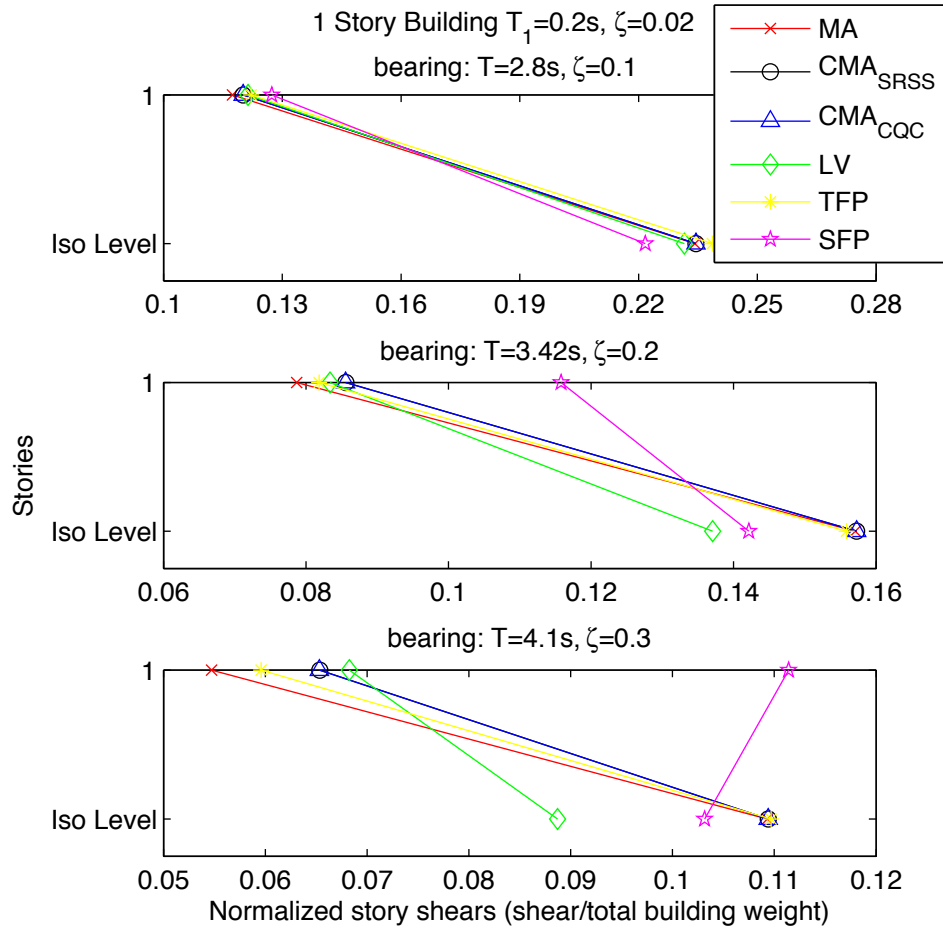 1 Story Building T_1=0.2s, ζ=0.02
bearing: T=2.8s, ζ=0.1
MA
CMA_SRSS
CMA_CQC
LV
TFP
SFP
1
Iso Level
0.1 0.13 0.16 0.19 0.22 0.25 0.28
bearing: T=3.42s, ζ=0.2
1
Iso Level
0.06 0.08 0.1 0.12 0.14 0.16
Stories
bearing: T=4.1s, ζ=0.3
1
Iso Level
0.05 0.06 0.07 0.08 0.09 0.1 0.11 0.12
Normalized story shears (shear/total building weight)